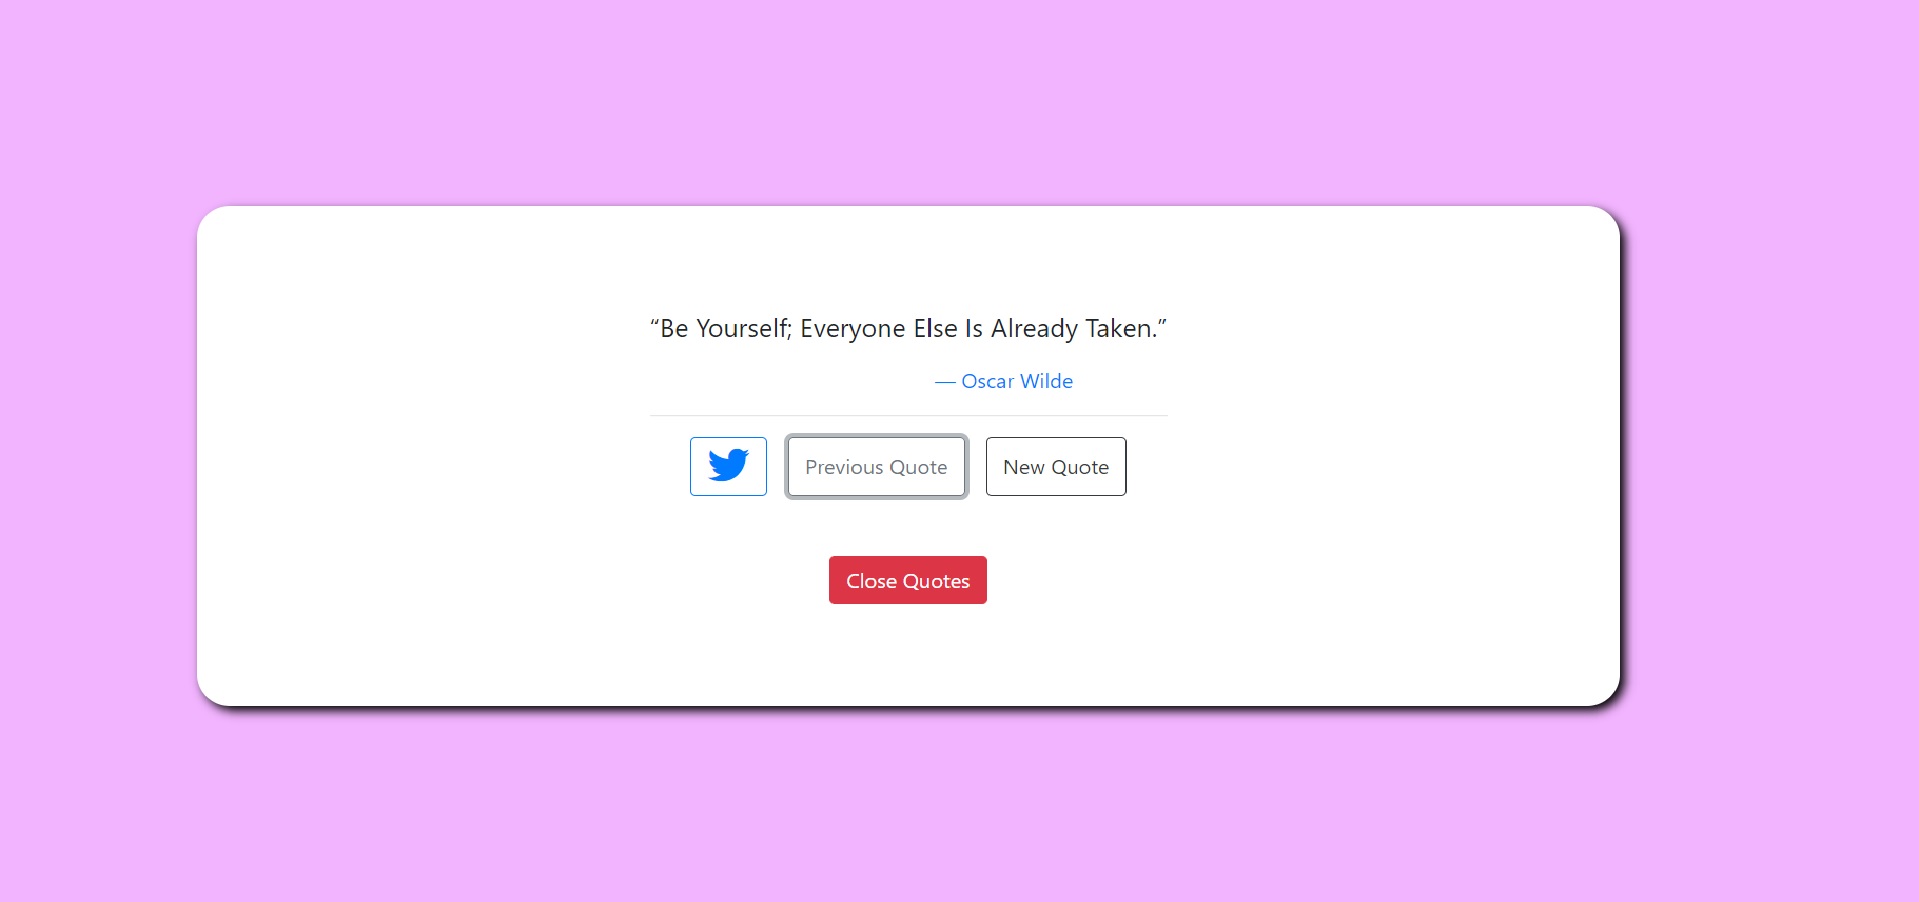 “Be Yourself; Everyone Else Is Already Taken.”
— Oscar Wilde
Previous Quote
New Quote
Close Quotes